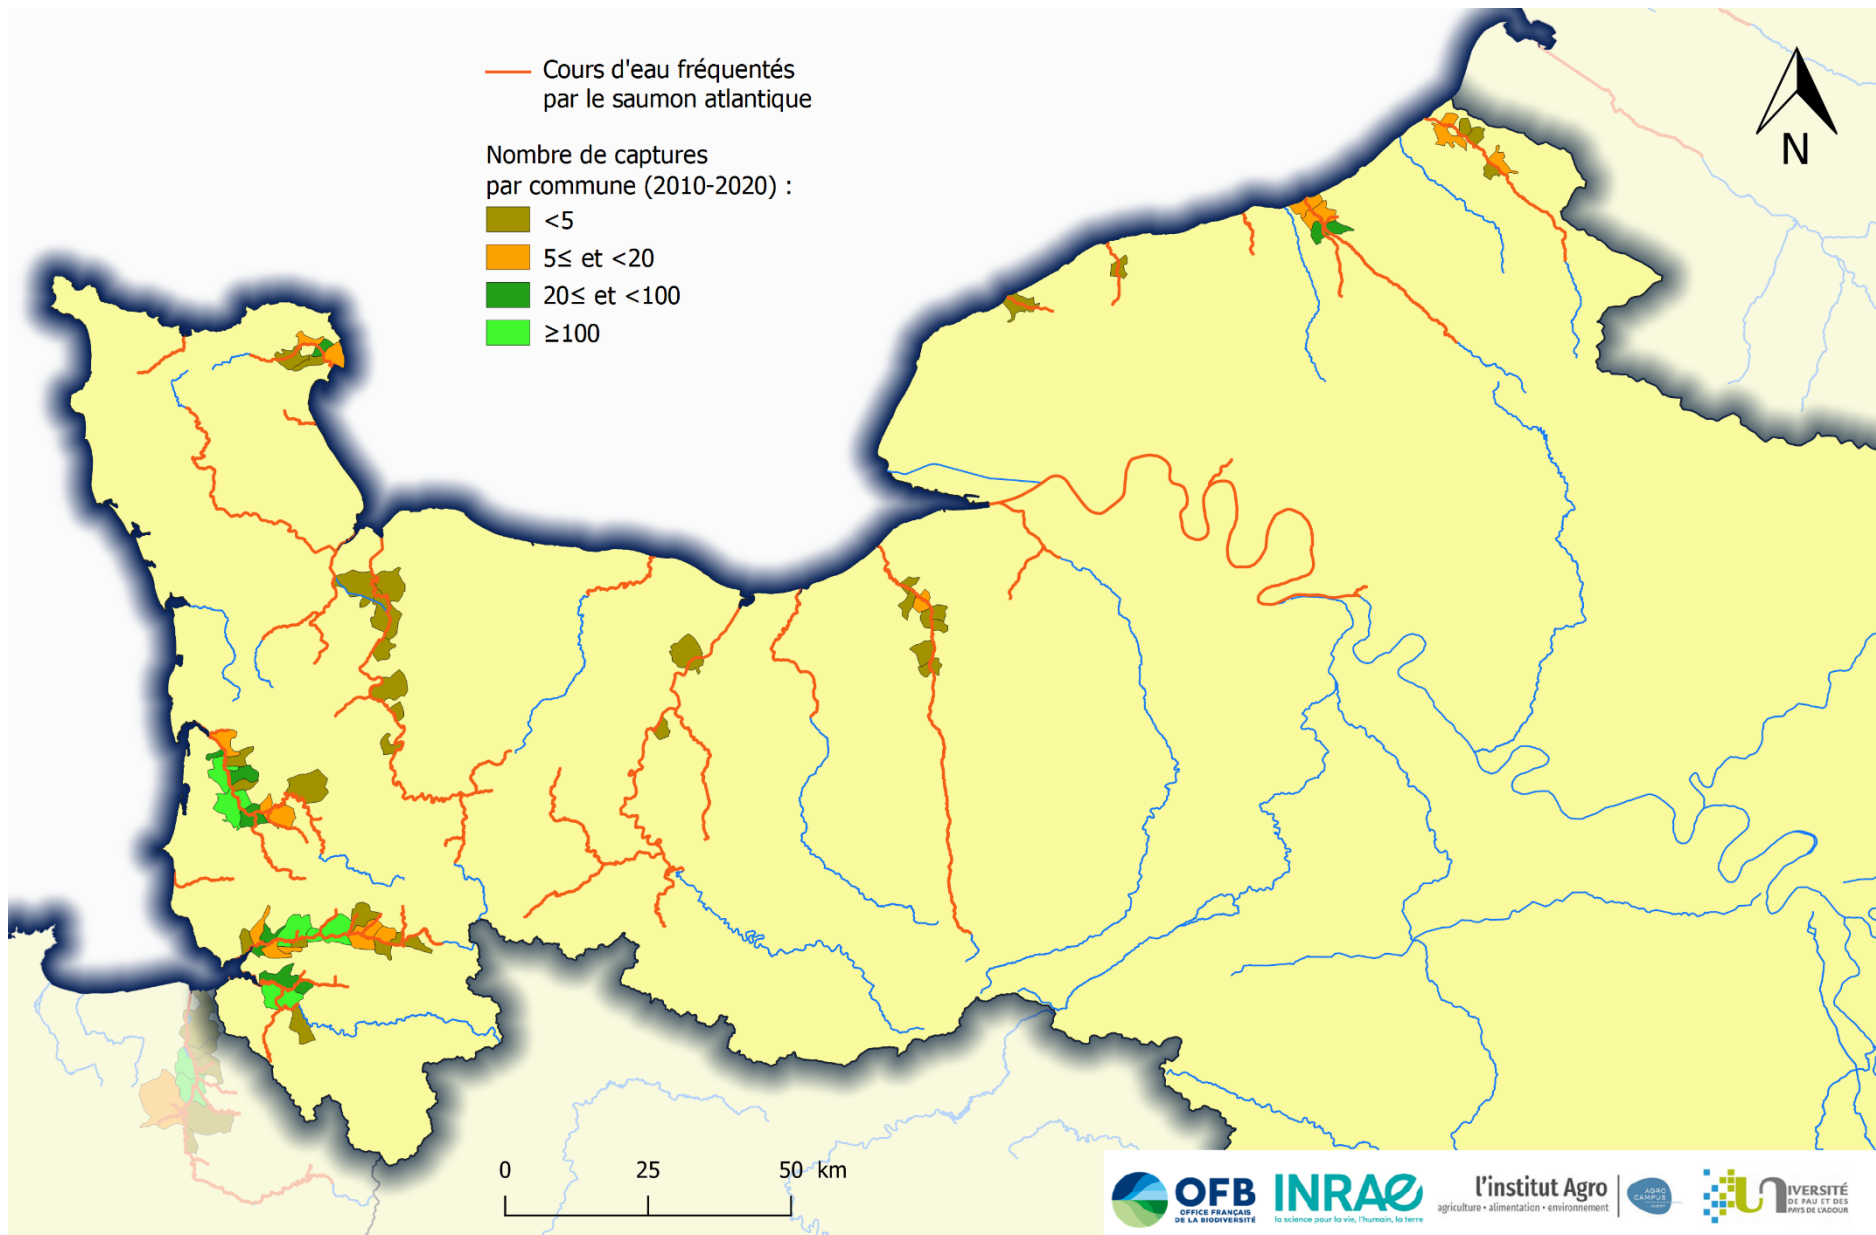 Cours d'eau fréquentés
par le saumon atlantique
Nombre de captures
par commune (2010-2020) :
<5
5≤ et <20
20≤ et <100
≥100
N
0 25 50 km
OFB
OFFICE FRANÇAIS
DE LA BIODIVERSITÉ
INRAE
la science pour la vie, l'humain, la terre
l'institut Agro
agriculture • alimentation • environnement
AGRO
CAMPUS
OUEST
UNIVERSITÉ
DE PAU ET DES
PAYS DE L'ADOUR